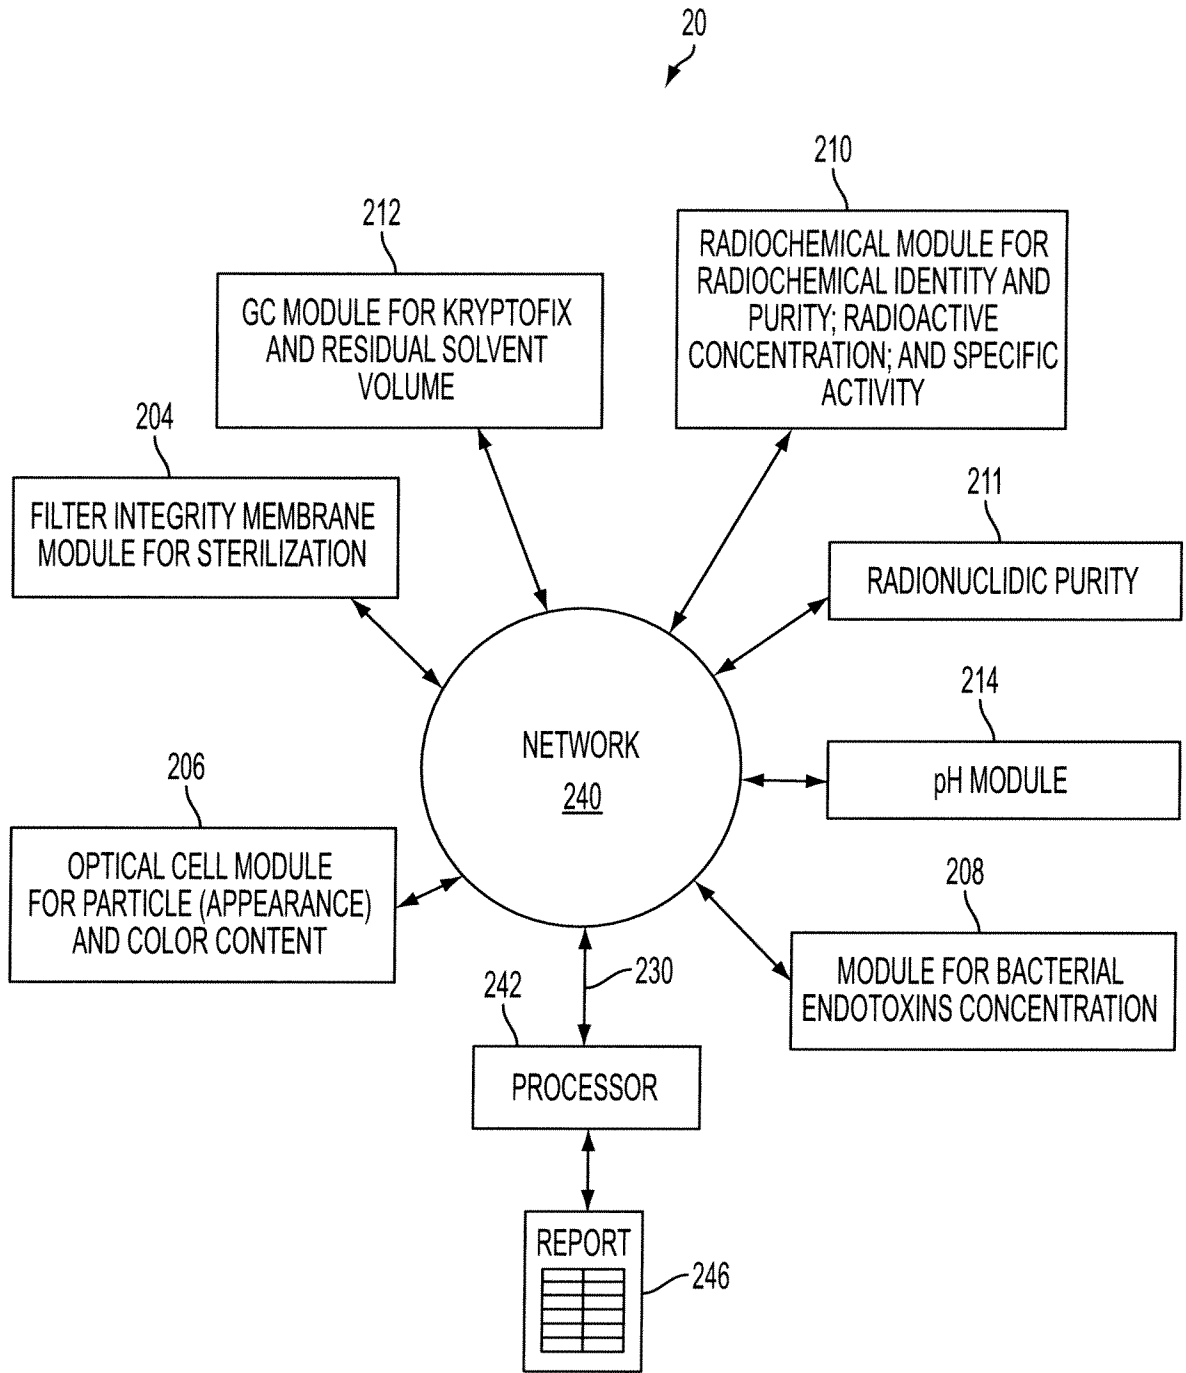 20
210
RADIOCHEMICAL MODULE FOR
RADIOCHEMICAL IDENTITY AND
PURITY; RADIOACTIVE
CONCENTRATION; AND SPECIFIC
ACTIVITY
212
GC MODULE FOR KRYPTOFIX
AND RESIDUAL SOLVENT
VOLUME
204
FILTER INTEGRITY MEMBRANE
MODULE FOR STERILIZATION
211
RADIONUCLIDIC PURITY
214
pH MODULE
NETWORK
240
206
OPTICAL CELL MODULE
FOR PARTICLE (APPEARANCE)
AND COLOR CONTENT
208
MODULE FOR BACTERIAL
ENDOTOXINS CONCENTRATION
230
242
PROCESSOR
REPORT
246